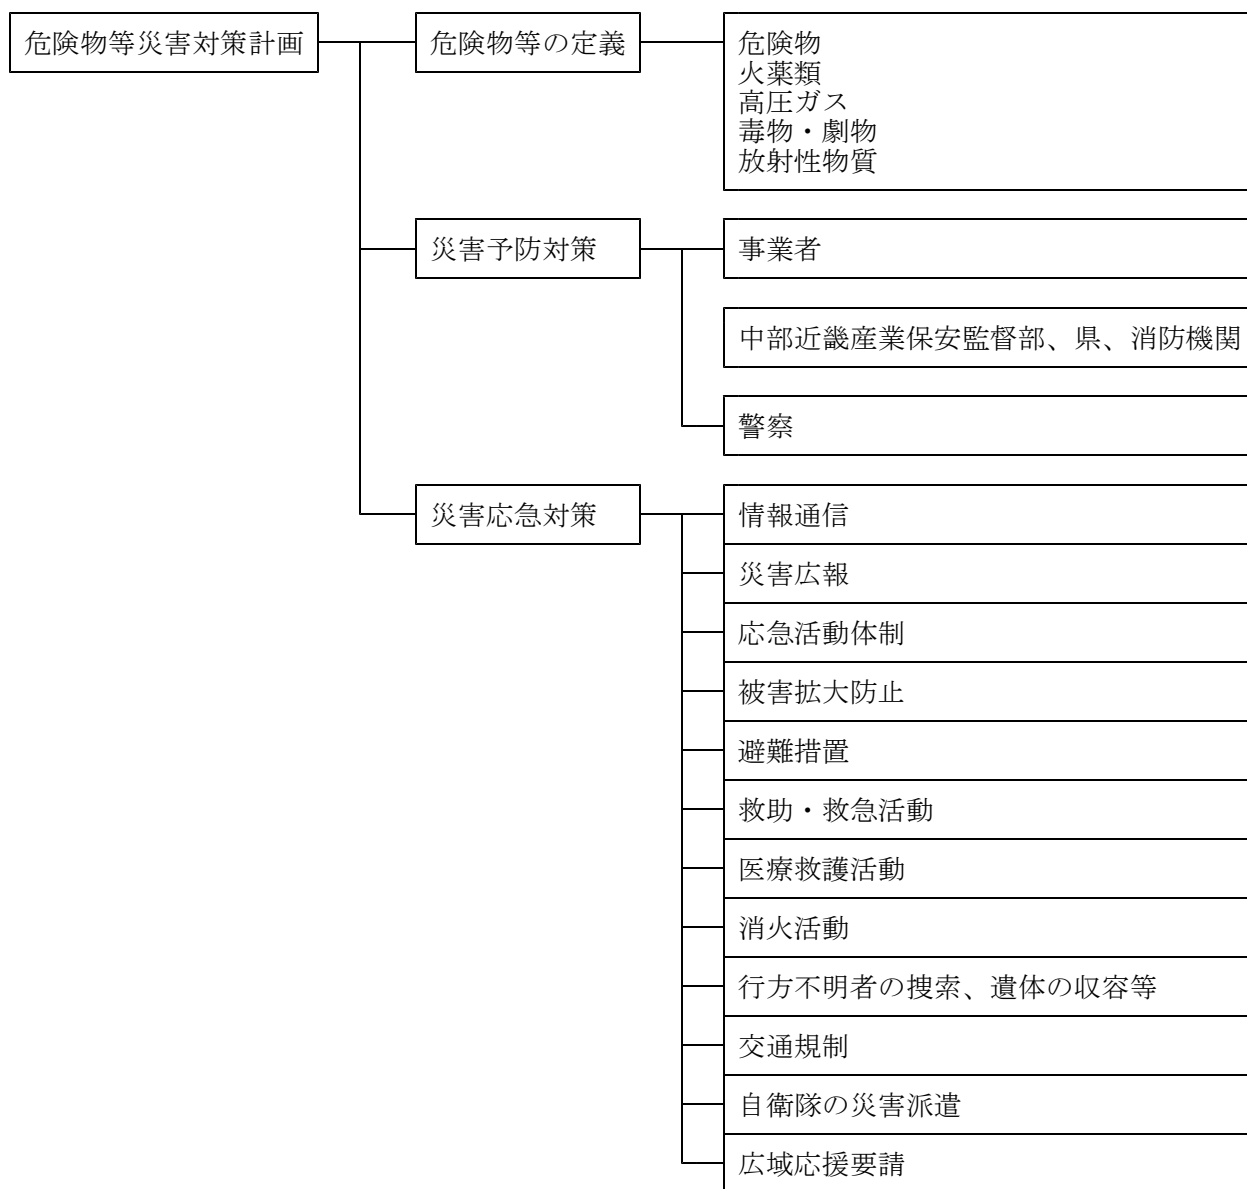 危険物等災害対策計画
危険物等の定義
危険物
火薬類
高圧ガス
毒物・劇物
放射性物質
災害予防対策
事業者
中部近畿産業保安監督部、県、消防機関
警察
災害応急対策
情報通信
災害広報
応急活動体制
被害拡大防止
避難措置
救助・救急活動
医療救護活動
消火活動
行方不明者の捜索、遺体の収容等
交通規制
自衛隊の災害派遣
広域応援要請